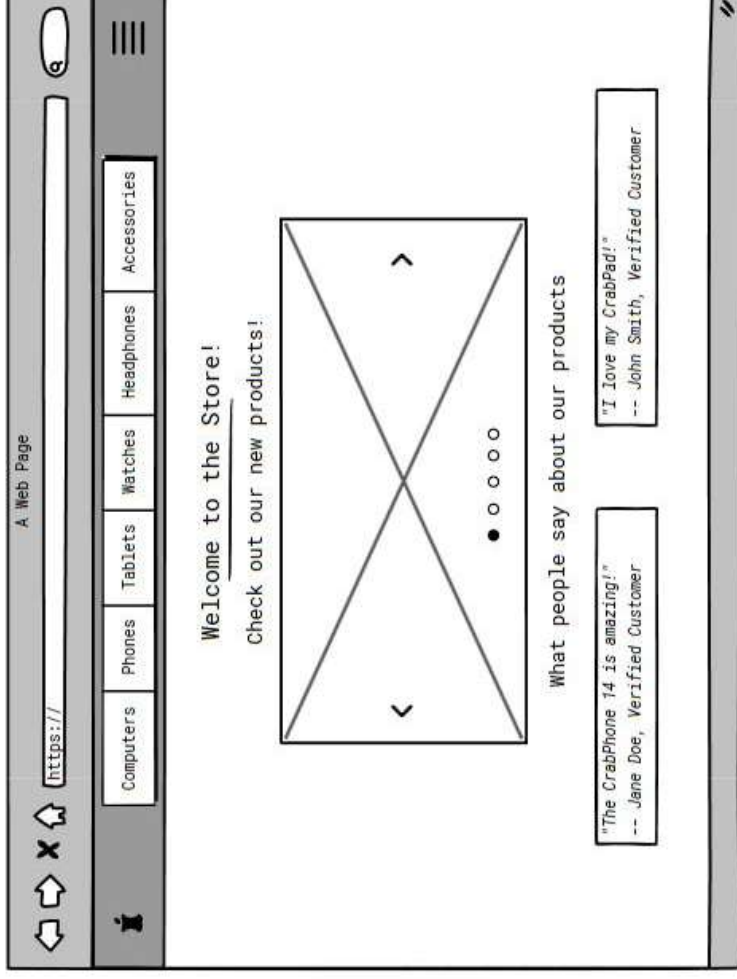 A Web Page
https://
Computers
Phones
Tablets
Watches
Headphones
Accessories
Welcome to the Store!
Check out our new products!
What people say about our products
"The CrabPhone 14 is amazing!"
-- Jane Doe, Verified Customer
"I love my CrabPad!"
-- John Smith, Verified Customer